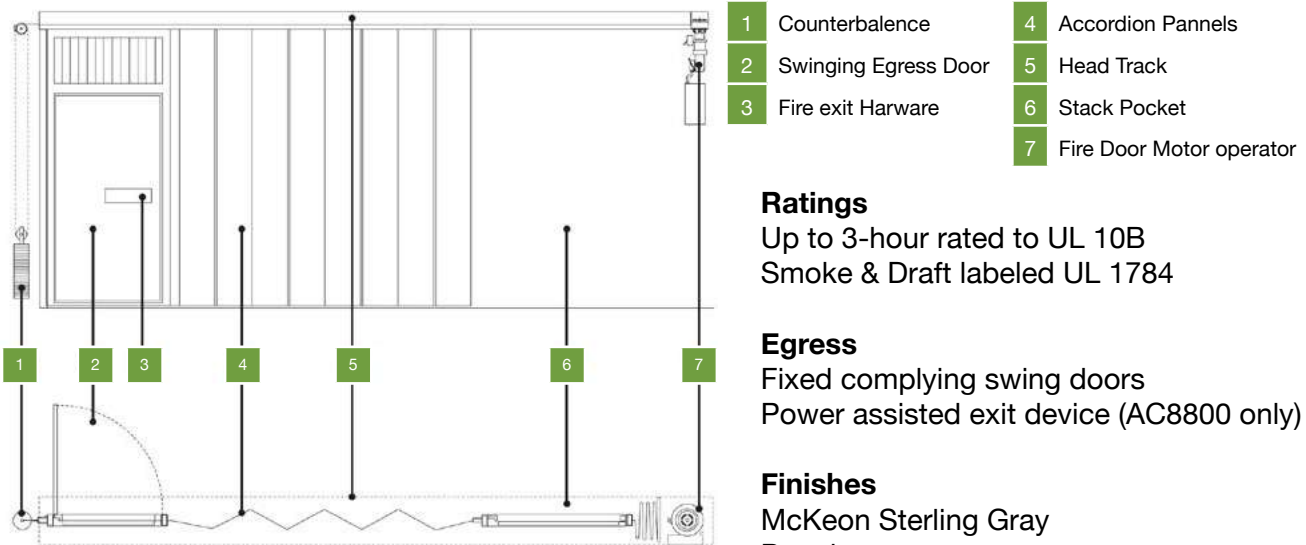 1 Counterbalence
2 Swinging Egress Door
3 Fire exit Harware
4 Accordion Pannels
5 Head Track
6 Stack Pocket
7 Fire Door Motor operator
1 2 3 4 5 6 7
Ratings
Up to 3-hour rated to UL 10B
Smoke & Draft labeled UL 1784
Egress
Fixed complying swing doors
Power assisted exit device (AC8800 only)
Finishes
McKeon Sterling Gray